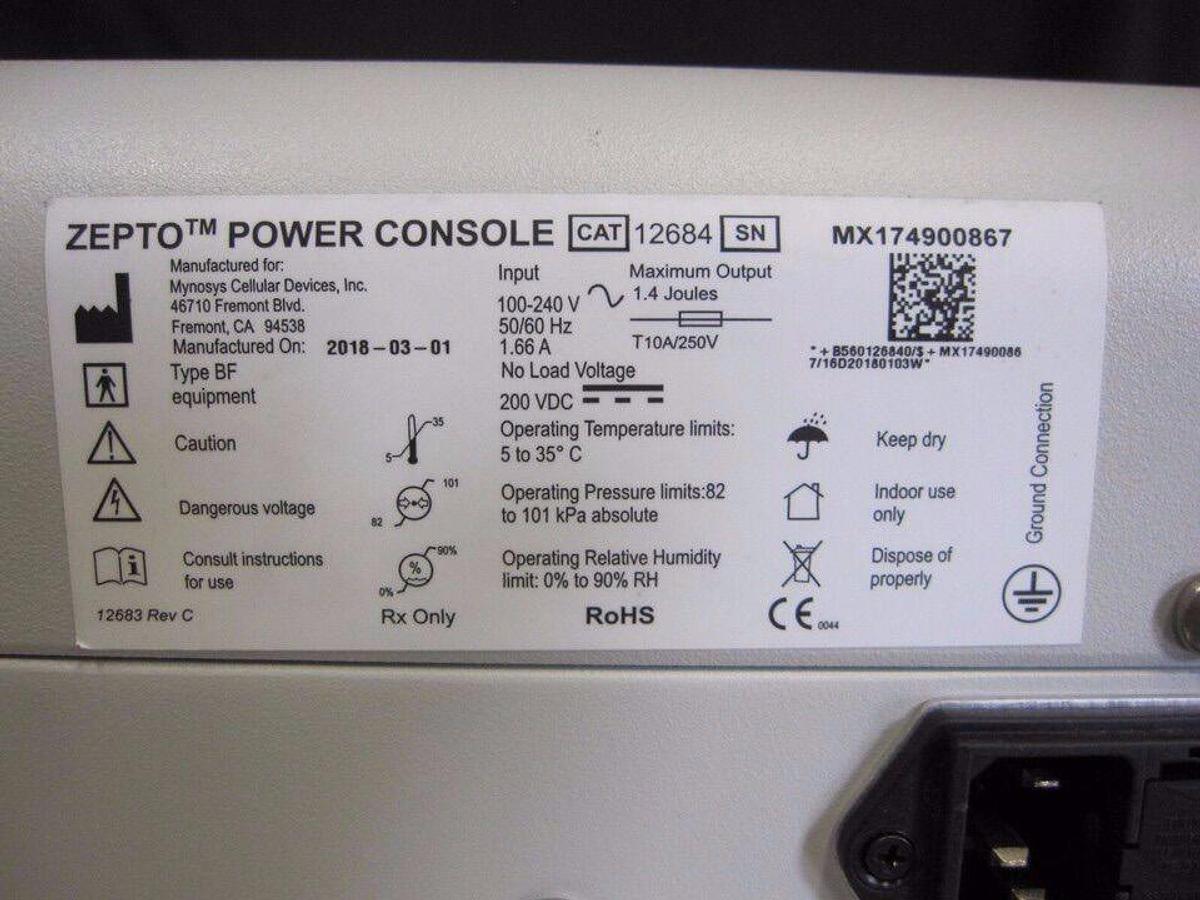 ZEPTO™ POWER CONSOLE CAT 12684 SN MX174900867
Manufactured for:
Mynosys Cellular Devices, Inc.
46710 Fremont Blvd.
Fremont, CA 94538
Manufactured On: 2018-03-01
Input
100-240 V
50/60 Hz
1.66 A
Maximum Output
1.4 Joules
T10A/250V
*+B560126840/$+MX17490086
7/16D20180103W*
Type BF
equipment
No Load Voltage
200 VDC
Caution
35
5
Operating Temperature limits:
5 to 35° C
Keep dry
Dangerous voltage
101
82
Operating Pressure limits:82
to 101 kPa absolute
Indoor use
only
Consult instructions
for use
90%
%
0%
Operating Relative Humidity
limit: 0% to 90% RH
Dispose of
properly
Ground Connection
12683 Rev C
Rx Only
RoHS
CE 0044